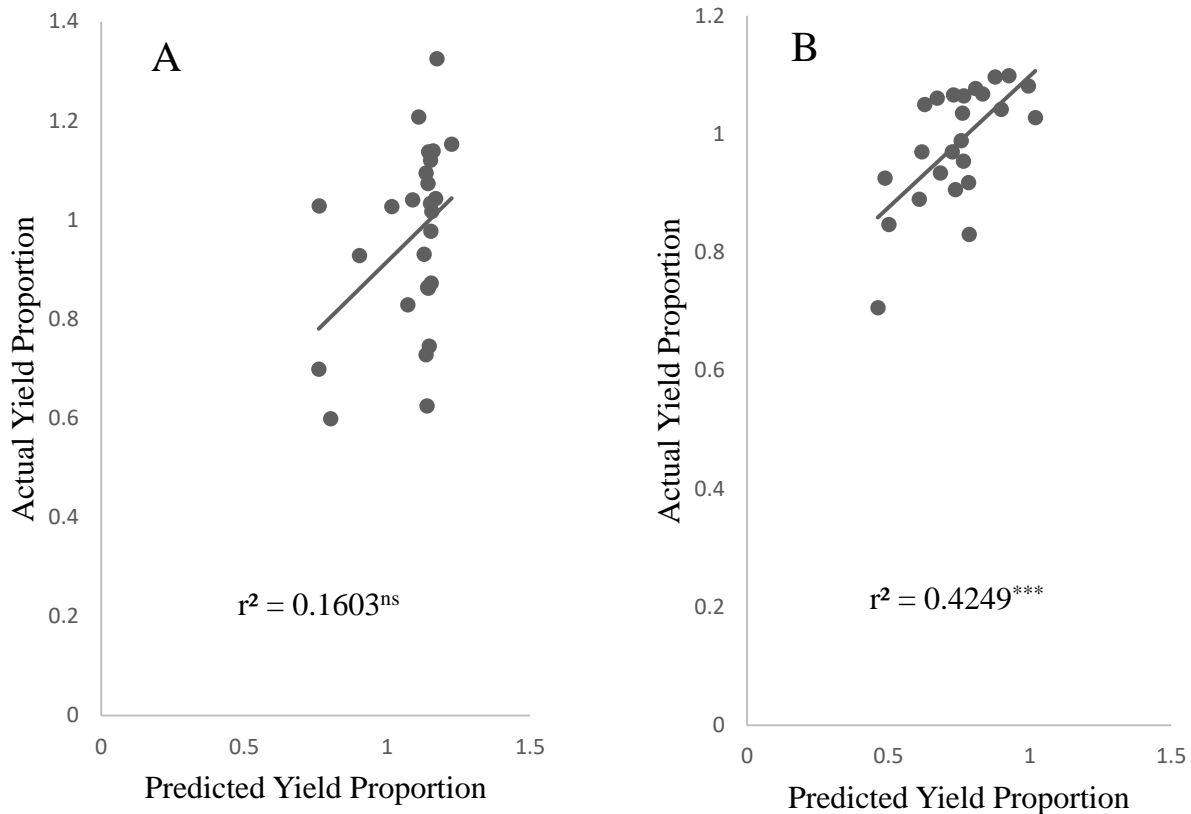 A
1.4
1.2
1
0.8
0.6
0.4
0.2
0
0
0.5
1
1.5
Actual Yield Proportion
Predicted Yield Proportion
r² = 0.1603ns
B
1.2
1
0.8
0.6
0.4
0.2
0
0
0.5
1
1.5
Actual Yield Proportion
Predicted Yield Proportion
r² = 0.4249***